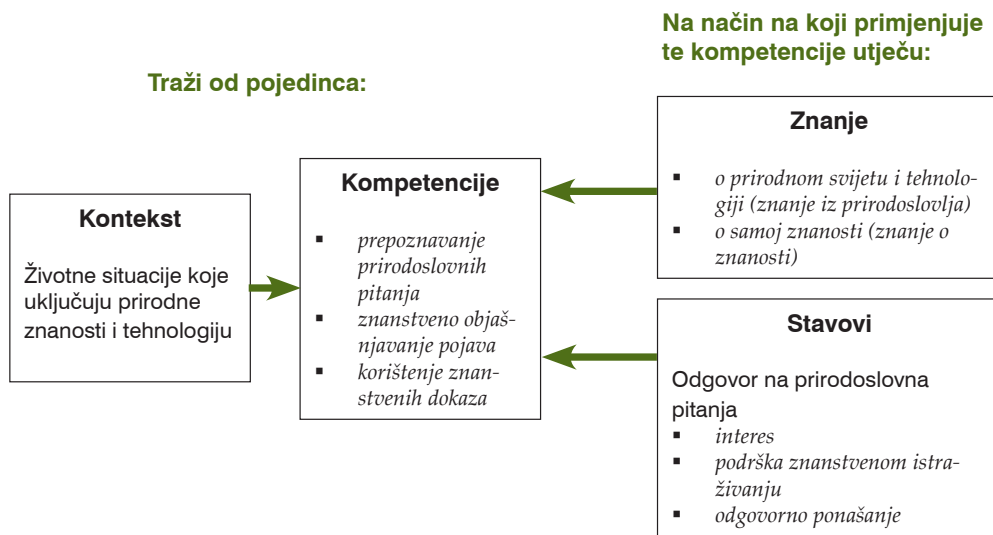 Na način na koji primjenjuje
te kompetencije utječu:
Traži od pojedinca:
Kontekst
Životne situacije koje
uključuju prirodne
znanosti i tehnologiju
Kompetencije
▪ prepoznavanje
prirodoslovnih
pitanja
▪ znanstveno objaš-
njavanje pojava
▪ korištenje znan-
stvenih dokaza
Znanje
▪ o prirodnom svijetu i tehnolo-
giji (znanje iz prirodoslovlja)
▪ o samoj znanosti (znanje o
znanosti)
Stavovi
Odgovor na prirodoslovna
pitanja
▪ interes
▪ podrška znanstvenom istra-
živanju
▪ odgovorno ponašanje